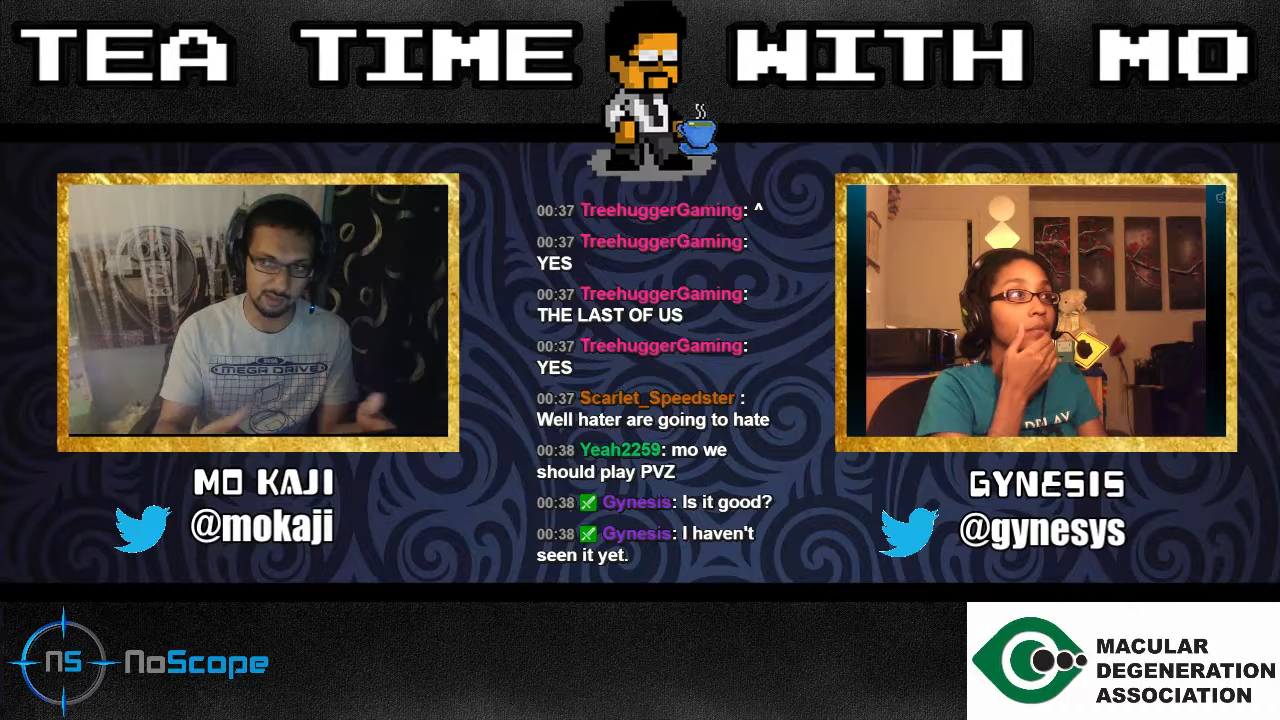 TEA TIME WITH MO
00:37 TreehuggerGaming: ^
00:37 TreehuggerGaming:
YES
00:37 TreehuggerGaming:
THE LAST OF US
00:37 TreehuggerGaming:
YES
00:37 Scarlet_Speedster :
Well hater are going to hate
00:38 Yeah2259: mo we
should play PVZ
00:38 Gynesis: Is it good?
00:38 Gynesis: I haven't
seen it yet.
MEGA DRIVE
MO KAJI
@mokaji
GYNESIS
@gynesys
NS NoScope
MACULAR
DEGENERATION
ASSOCIATION